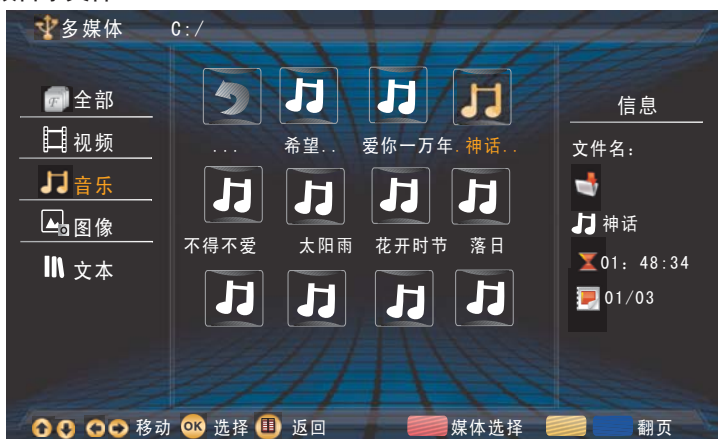 多媒体 C:/
全部
视频
音乐
图像
文本
...
希望..
爱你一万年.
神话..
不得不爱
太阳雨
花开时节
落日
信息
文件名:
神话
01: 48:34
01/03
移动 OK 选择 返回 媒体选择 翻页